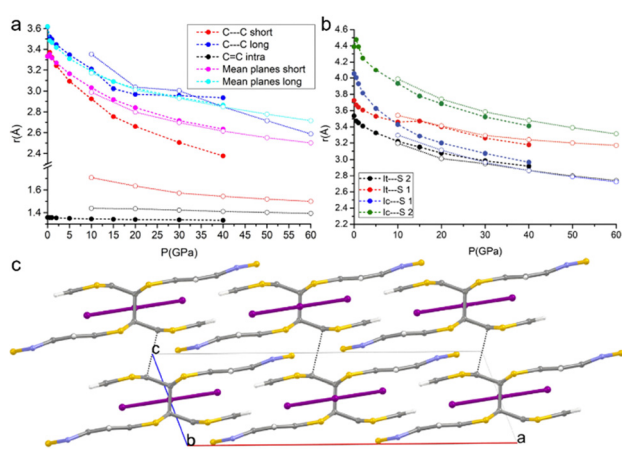 a
3.6
3.4
3.2
3.0
2.8
2.6
2.4
1.6
1.4
r(Å)
0 5 10 15 20 25 30 35 40 45 50 55 60
P(GPa)
C---C short
C---C long
C=C intra
Mean planes short
Mean planes long
b
4.6
4.4
4.2
4.0
3.8
3.6
3.4
3.2
3.0
2.8
2.6
2.4
2.2
r(Å)
0 10 20 30 40 50 60
P(GPa)
It---S 2
It---S 1
Ic---S 1
Ic---S 2
c
c
b
a